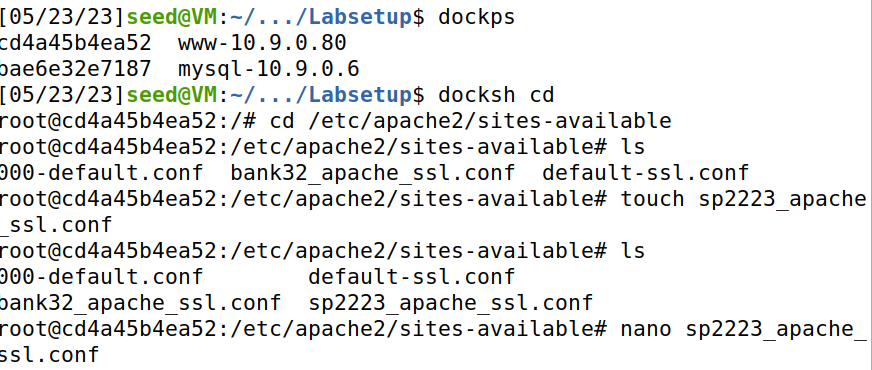 [05/23/23]seed@VM:~/.../Labsetup$ dockps
cd4a45b4ea52  www-10.9.0.80
bae6e32e7187  mysql-10.9.0.6
[05/23/23]seed@VM:~/.../Labsetup$ docksh cd
root@cd4a45b4ea52:/# cd /etc/apache2/sites-available
root@cd4a45b4ea52:/etc/apache2/sites-available# ls
000-default.conf  bank32_apache_ssl.conf  default-ssl.conf
root@cd4a45b4ea52:/etc/apache2/sites-available# touch sp2223_apache
_ssl.conf
root@cd4a45b4ea52:/etc/apache2/sites-available# ls
000-default.conf        default-ssl.conf
bank32_apache_ssl.conf  sp2223_apache_ssl.conf
root@cd4a45b4ea52:/etc/apache2/sites-available# nano sp2223_apache_
ssl.conf